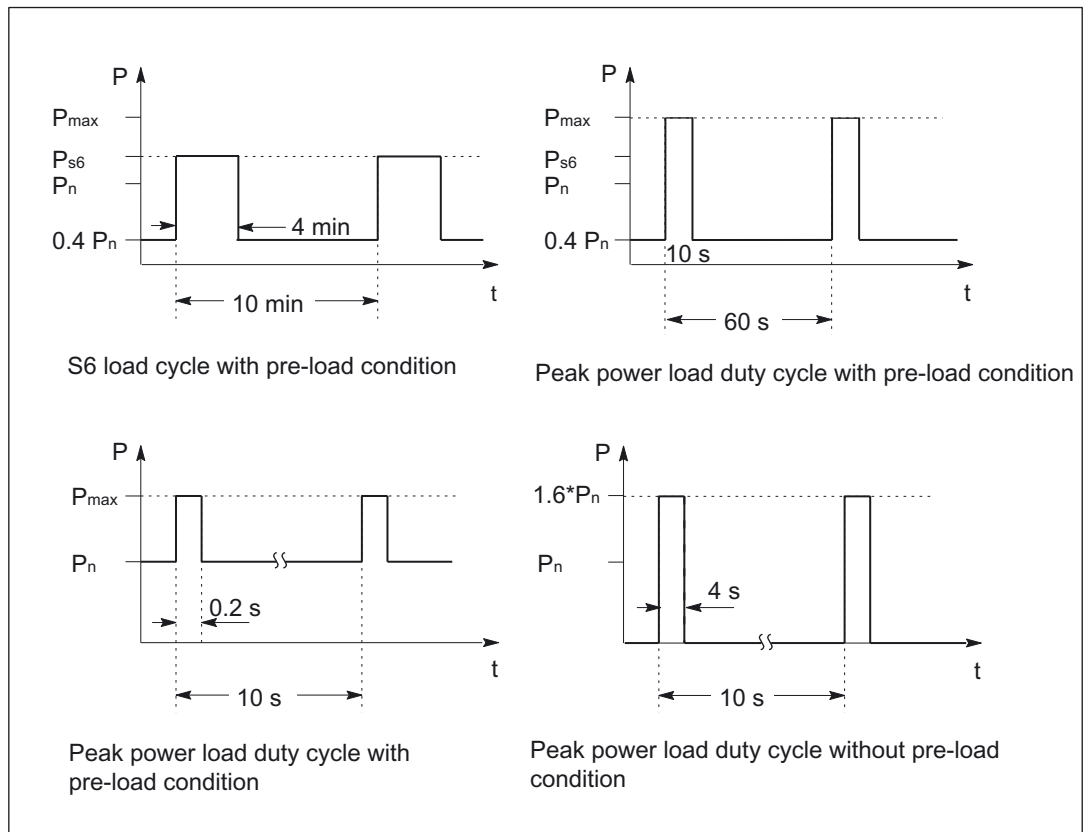 P
Pmax
Ps6
Pn
0.4 Pn
4 min
10 min
t
S6 load cycle with pre-load condition
P
Pmax
Ps6
Pn
0.4 Pn
10 s
60 s
t
Peak power load duty cycle with pre-load condition
P
Pmax
Pn
0.2 s
10 s
t
Peak power load duty cycle with
pre-load condition
P
1.6*Pn
Pn
4 s
10 s
t
Peak power load duty cycle without pre-load
condition